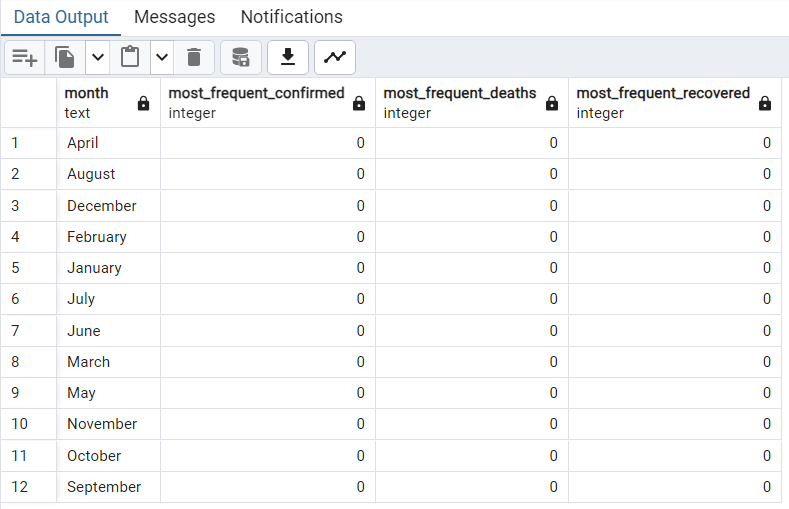 Data Output Messages Notifications
month most_frequent_confirmed most_frequent_deaths most_frequent_recovered
text integer integer integer
1 April 0 0 0
2 August 0 0 0
3 December 0 0 0
4 February 0 0 0
5 January 0 0 0
6 July 0 0 0
7 June 0 0 0
8 March 0 0 0
9 May 0 0 0
10 November 0 0 0
11 October 0 0 0
12 September 0 0 0